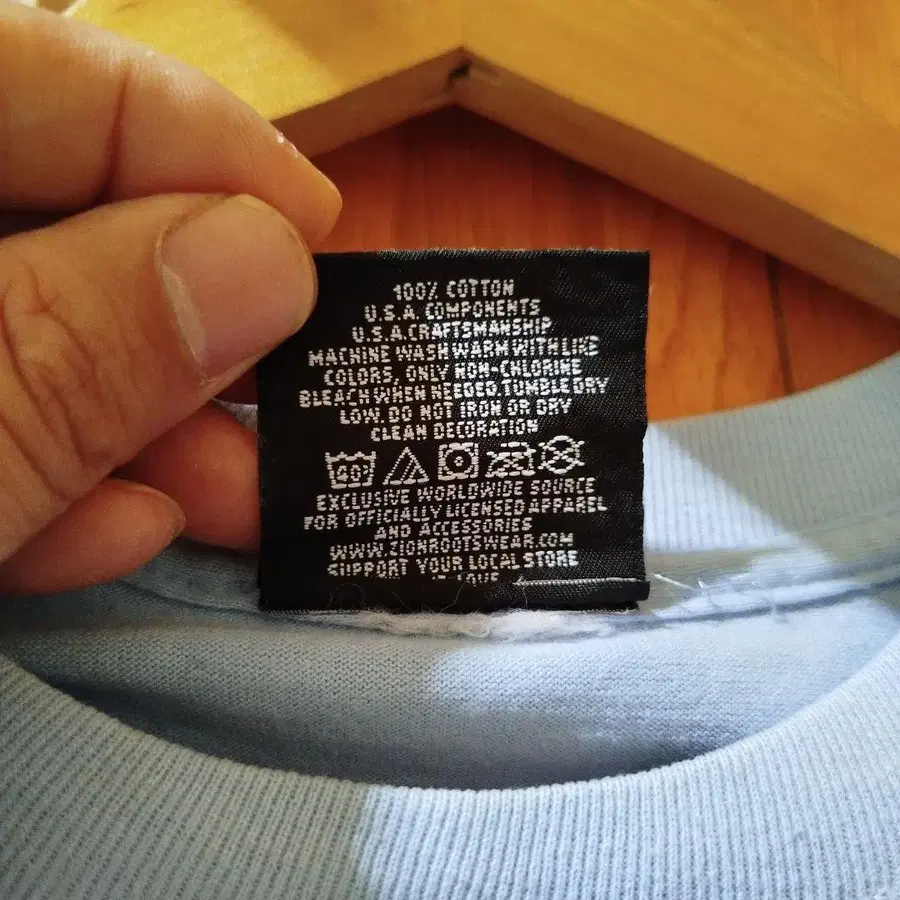 100% COTTON
U.S.A. COMPONENTS
U.S.A. CRAFTSMANSHIP
MACHINE WASH WARM WITH LIKE
COLORS, ONLY NON-CHLORINE
BLEACH WHEN NEEDED. TUMBLE DRY
LOW. DO NOT IRON OR DRY
CLEAN DECORATION
40°
EXCLUSIVE WORLDWIDE SOURCE
FOR OFFICIALLY LICENSED APPAREL
AND ACCESSORIES
WWW.ZIONROOTSWEAR.COM
SUPPORT YOUR LOCAL STORE